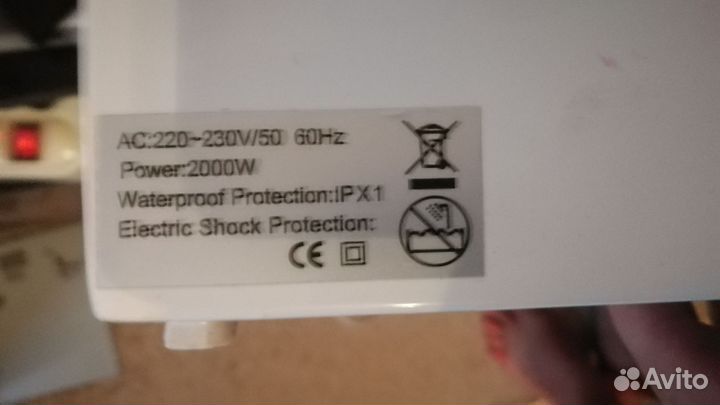 AC:220~230V/50 60Hz
Power:2000W
Waterproof Protection:IPX1
Electric Shock Protection:
CE
Avito